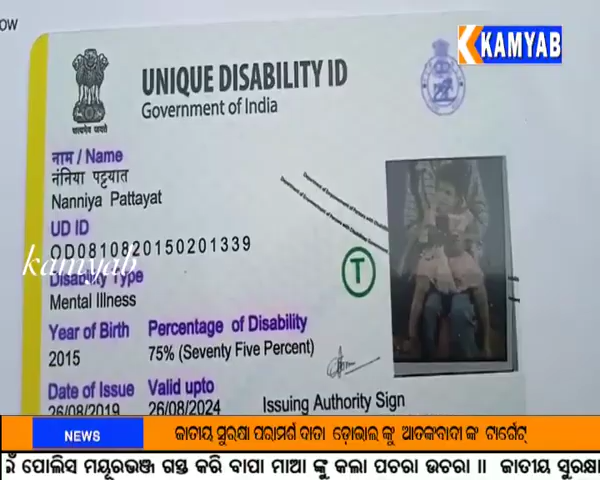 OW
KAMYAB
UNIQUE DISABILITY ID
Government of India
सत्यमेव जयते
नाम / Name
नंनिया पट्टयात
Nanniya Pattayat
UD ID
OD0810820150201339
kamyab
Disability Type
Mental Illness
Year of Birth Percentage of Disability
2015 75% (Seventy Five Percent)
Date of Issue Valid upto
26/08/2019 26/08/2024 Issuing Authority Sign
T
NEWS
ଜାତୀୟ ସୁରକ୍ଷା ପରାମର୍ଶ ଦାତା ଡ଼ୋଭାଲ ଙ୍କୁ ଆତଙ୍କବାଦୀ ଙ୍କ ଟାର୍ଗେଟ୍
ପୋଲିସ ମୟୂରଭଞ୍ଜ ଗସ୍ତ କରି ବାପା ମାଆ ଙ୍କୁ କଲା ପଚରା ଉଚରା ।। ଜାତୀୟ ସୁରକ୍ଷା